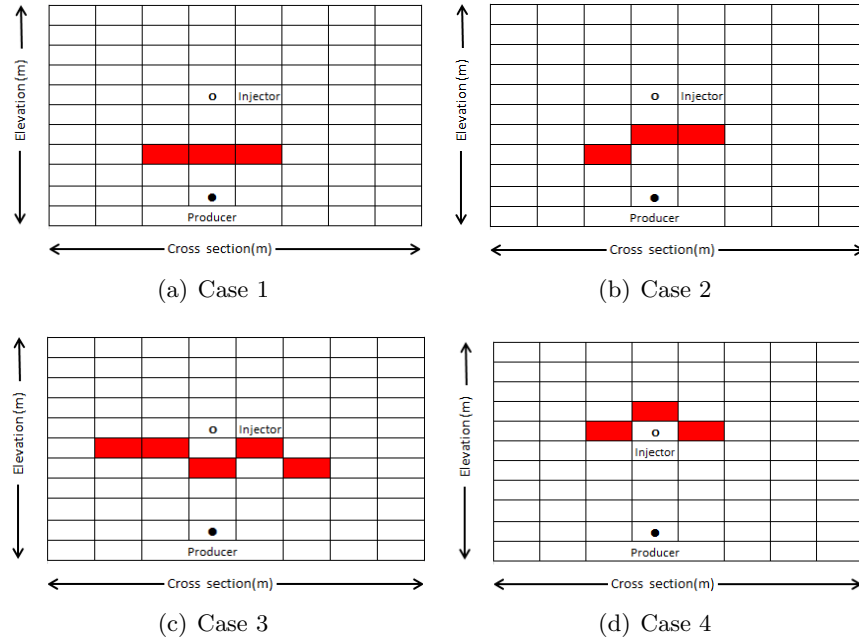 Elevation (m)
o Injector
Producer
Cross section(m)
(a) Case 1
Elevation (m)
o Injector
Producer
Cross section(m)
(b) Case 2
Elevation (m)
o Injector
Producer
Cross section(m)
(c) Case 3
Elevation (m)
o
Injector
Producer
Cross section(m)
(d) Case 4